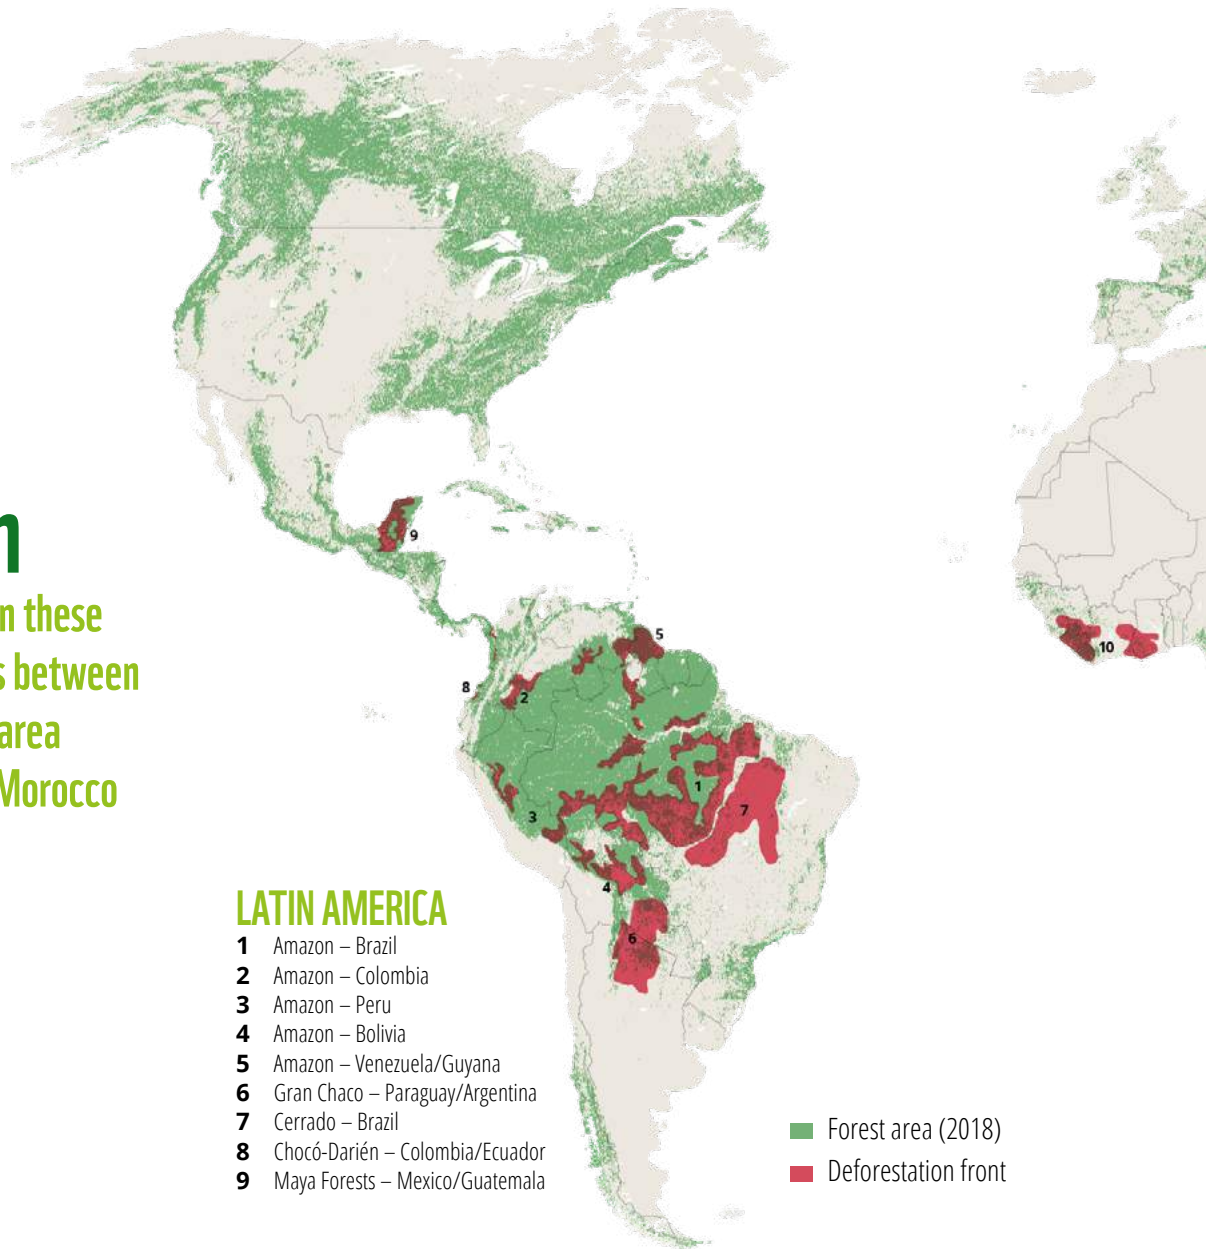 n these
s between
area
Morocco
9
5
8
2
10
1
3
7
4
6
LATIN AMERICA
1 Amazon – Brazil
2 Amazon – Colombia
3 Amazon – Peru
4 Amazon – Bolivia
5 Amazon – Venezuela/Guyana
6 Gran Chaco – Paraguay/Argentina
7 Cerrado – Brazil
8 Chocó-Darién – Colombia/Ecuador
9 Maya Forests – Mexico/Guatemala
Forest area (2018)
Deforestation front